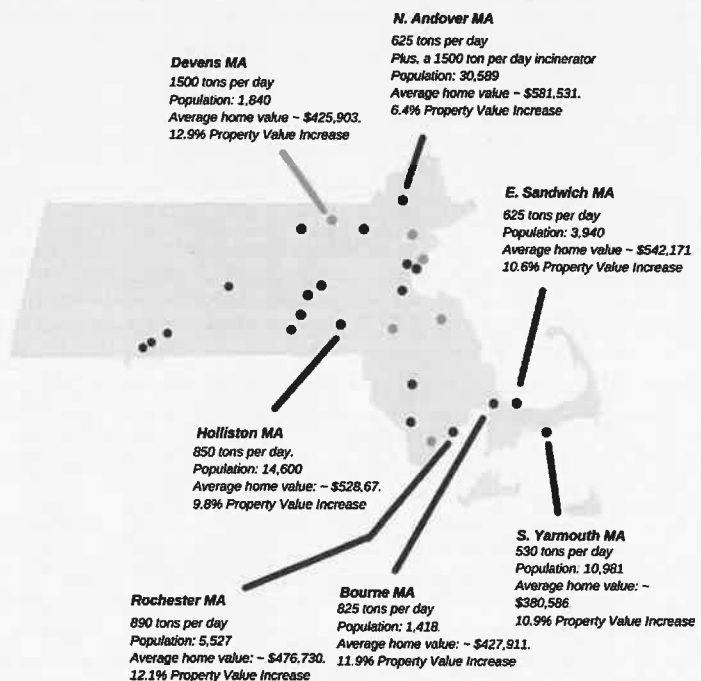 N. Andover MA
625 tons per day
Plus, a 1500 ton per day incinerator
Population: 30,589
Average home value ~ $581,531.
6.4% Property Value Increase
Devens MA
1500 tons per day
Population: 1,840
Average home value ~ $425,903.
12.9% Property Value Increase
E. Sandwich MA
625 tons per day
Population: 3,940
Average home value ~ $542,171
10.6% Property Value Increase
Holliston MA
850 tons per day.
Population: 14,600
Average home value: ~ $528,67.
9.8% Property Value Increase
S. Yarmouth MA
530 tons per day
Population: 10,981
Average home value: ~
$380,586.
10.9% Property Value Increase
Rochester MA
890 tons per day
Population: 5,527
Average home value: ~ $476,730.
12.1% Property Value Increase
Bourne MA
825 tons per day
Population: 1,418.
Average home value: ~ $427,911.
11.9% Property Value Increase